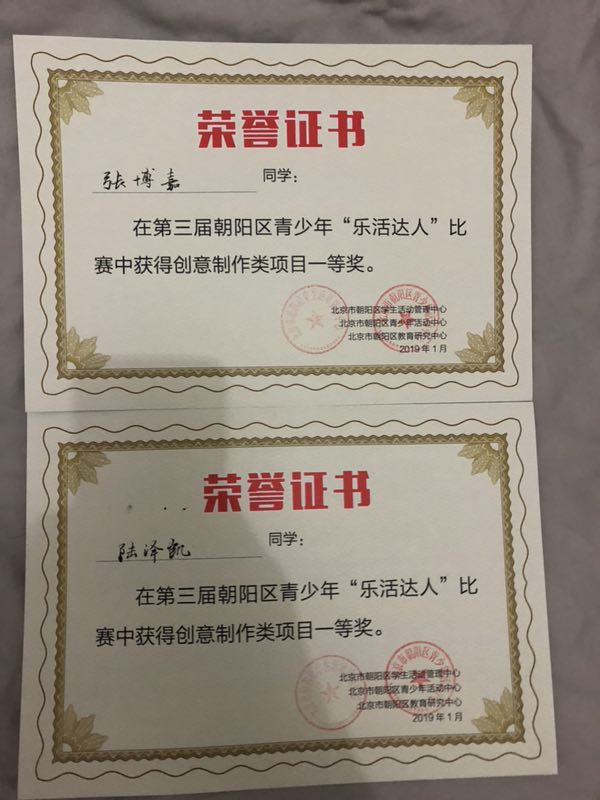 荣誉证书
张博嘉 同学：
在第三届朝阳区青少年“乐活达人”比
赛中获得创意制作类项目一等奖。
北京市朝阳区学生活动管理中心
北京市朝阳区青少年活动中心
北京市朝阳区教育研究中心
2019年1月
荣誉证书
陆泽凯 同学：
在第三届朝阳区青少年“乐活达人”比
赛中获得创意制作类项目一等奖。
北京市朝阳区学生活动管理中心
北京市朝阳区青少年活动中心
北京市朝阳区教育研究中心
2019年1月